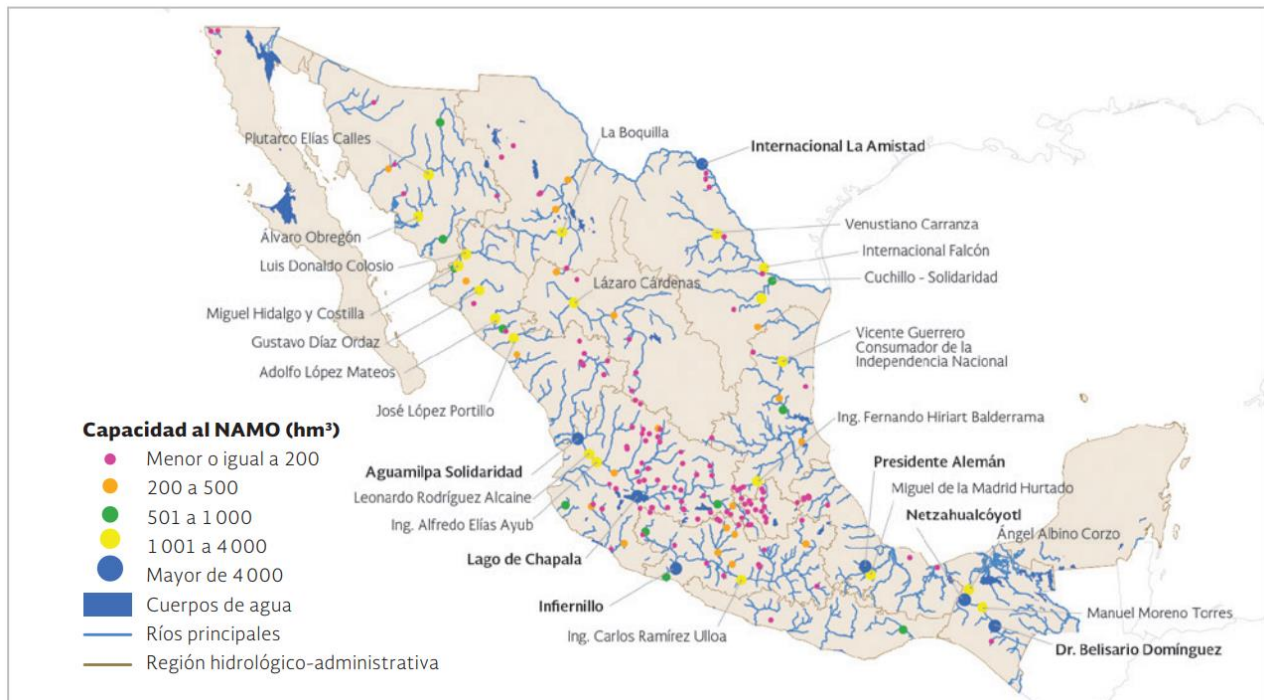 Plutarco Elías Calles
La Boquilla
Internacional La Amistad
Álvaro Obregón
Luis Donaldo Colosio
Miguel Hidalgo y Costilla
Gustavo Díaz Ordaz
Adolfo López Mateos
José López Portillo
Lázaro Cárdenas
Venustiano Carranza
Internacional Falcón
Cuchillo - Solidaridad
Vicente Guerrero
Consumador de la
Independencia Nacional
Ing. Fernando Hiriart Balderrama
Aguamilpa Solidaridad
Leonardo Rodríguez Alcaine
Ing. Alfredo Elías Ayub
Lago de Chapala
Infiernillo
Ing. Carlos Ramírez Ulloa
Presidente Alemán
Miguel de la Madrid Hurtado
Netzahualcóyotl
Ángel Albino Corzo
Manuel Moreno Torres
Dr. Belisario Domínguez
Capacidad al NAMO (hm³)
Menor o igual a 200
200 a 500
501 a 1 000
1 001 a 4 000
Mayor de 4 000
Cuerpos de agua
Ríos principales
Región hidrológico-administrativa